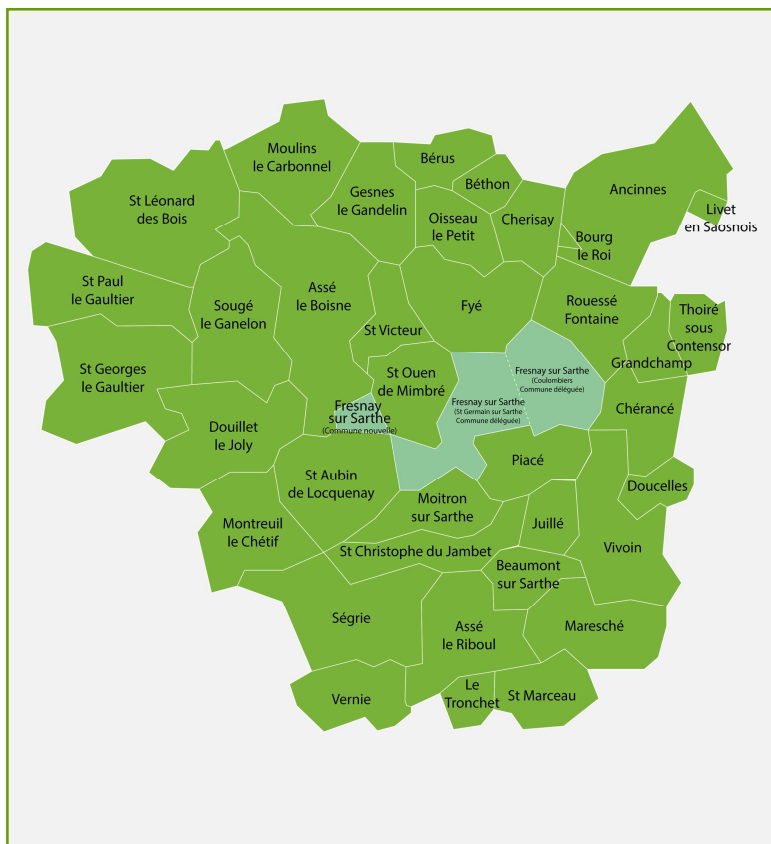 Moulins
le Carbonnel
Bérus
Béthon
Ancinnes
Gesnes
le Gandelin
St Léonard
des Bois
Oisseau
le Petit
Cherisay
Livet
en Saosnois
Bourg
le Roi
St Paul
le Gaultier
Sougé
le Ganelon
Assé
le Boisne
Fyé
Rouessé
Fontaine
Thoiré
sous
Contensor
St Victeur
Grandchamp
St Georges
le Gaultier
St Ouen
de Mimbré
Fresnay sur Sarthe
(Coulombiers
Commune déléguée)
Fresnay sur Sarthe
(St Germain sur Sarthe
Commune déléguée)
Fresnay
sur Sarthe
(Commune nouvelle)
Chérancé
Douillet
le Joly
Piacé
St Aubin
de Locquenay
Doucelles
Moitron
sur Sarthe
Montreuil
le Chétif
Juillé
St Christophe du Jambet
Vivoin
Beaumont
sur Sarthe
Ségrie
Assé
le Riboul
Maresché
Vernie
Le
Tronchet
St Marceau